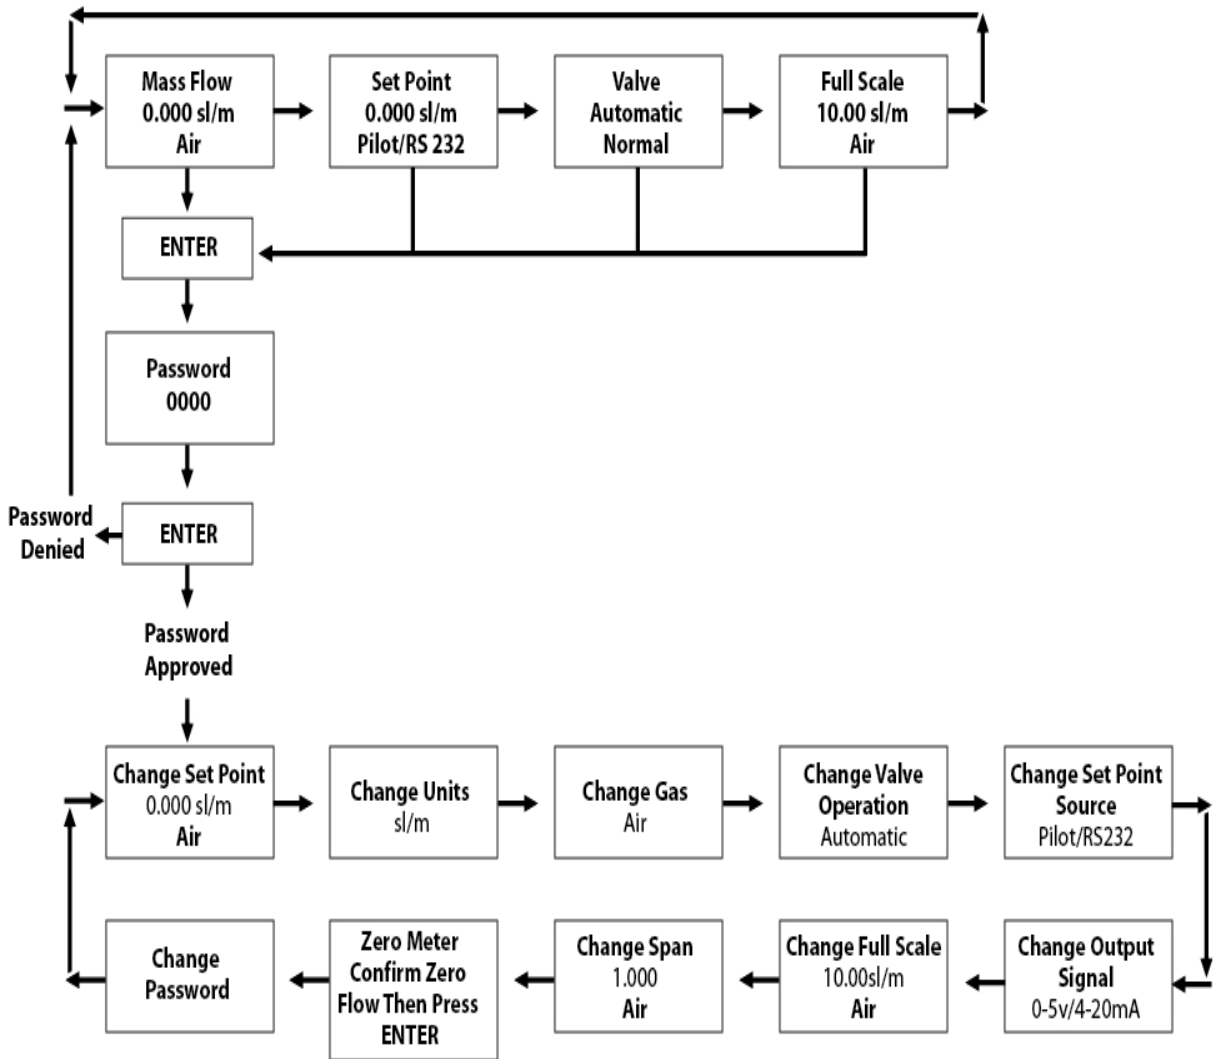 Mass Flow
0.000 sl/m
Air
Set Point
0.000 sl/m
Pilot/RS 232
Valve
Automatic
Normal
Full Scale
10.00 sl/m
Air
ENTER
Password
0000
Password
Denied
ENTER
Password
Approved
Change Set Point
0.000 sl/m
Air
Change Units
sl/m
Change Gas
Air
Change Valve
Operation
Automatic
Change Set Point
Source
Pilot/RS232
Change Output
Signal
0-5v/4-20mA
Change Full Scale
10.00sl/m
Air
Change Span
1.000
Air
Zero Meter
Confirm Zero
Flow Then Press
ENTER
Change
Password